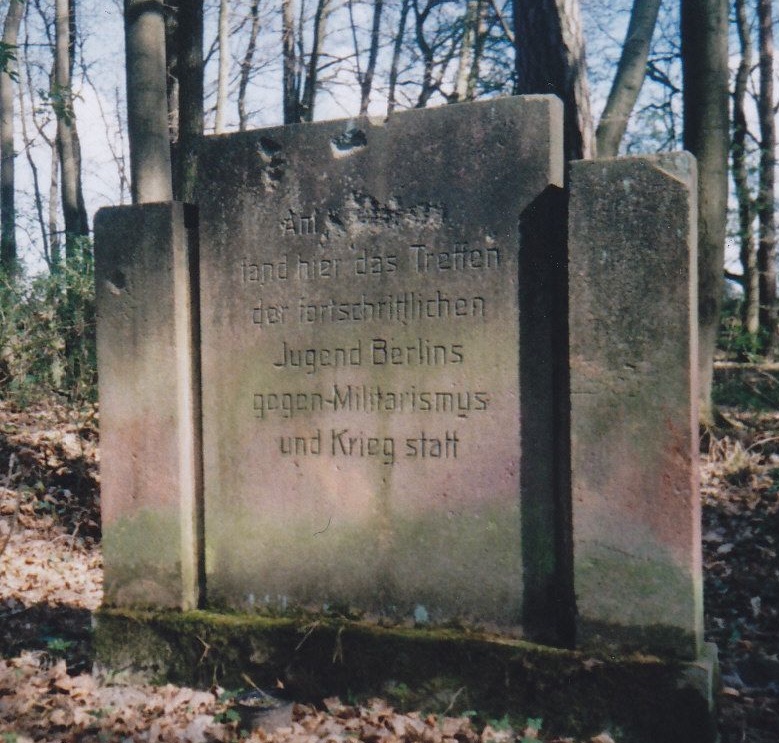 Am
fand hier das Treffen
der fortschrittlichen
Jugend Berlins
gegen Militarismus
und Krieg statt